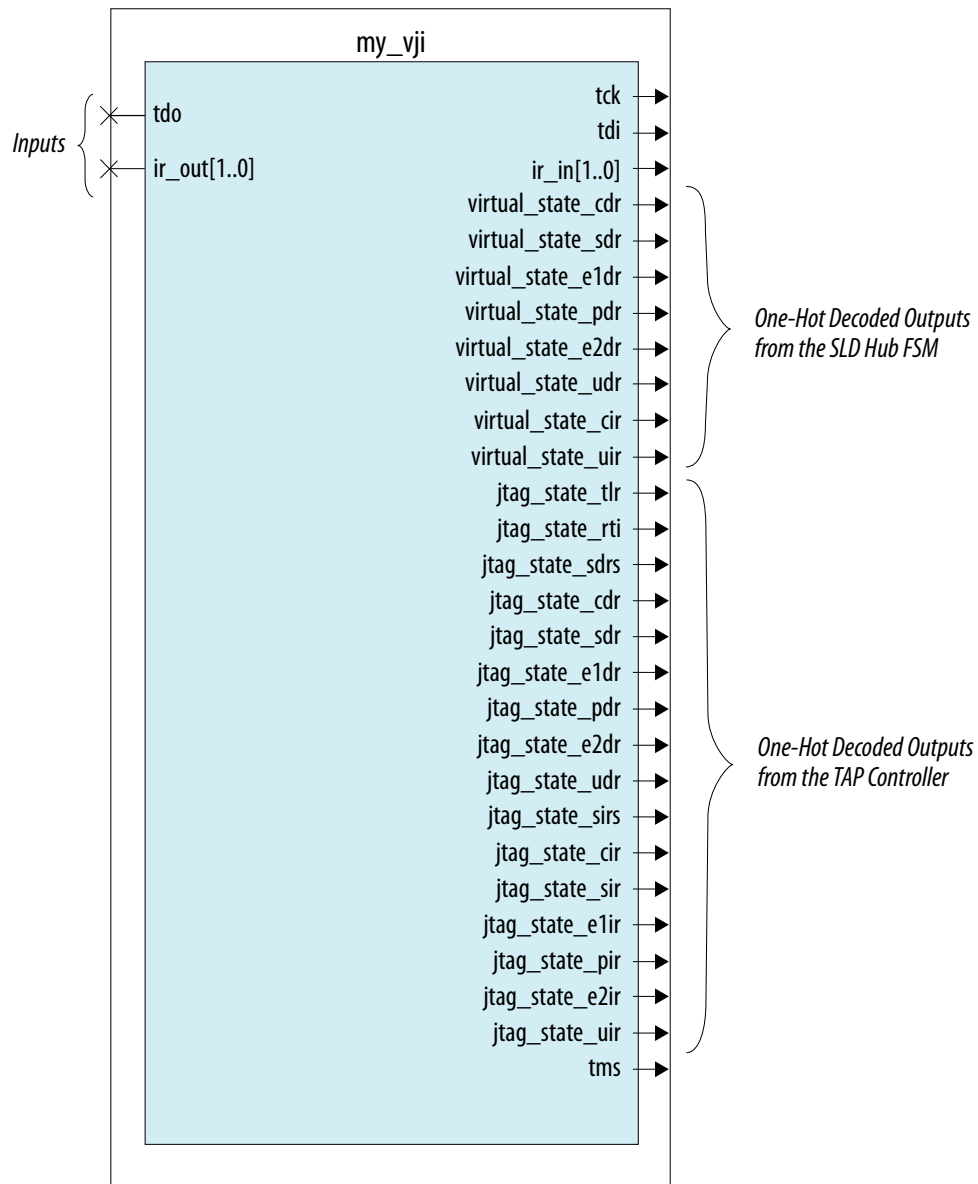 my_vji
Inputs
tdo
ir_out[1..0]
tck
tdi
ir_in[1..0]
virtual_state_cdr
virtual_state_sdr
virtual_state_e1dr
virtual_state_pdr
virtual_state_e2dr
virtual_state_udr
virtual_state_cir
virtual_state_uir
One-Hot Decoded Outputs
from the SLD Hub FSM
jtag_state_tlr
jtag_state_rti
jtag_state_sdrs
jtag_state_cdr
jtag_state_sdr
jtag_state_e1dr
jtag_state_pdr
jtag_state_e2dr
jtag_state_udr
jtag_state_sirs
jtag_state_cir
jtag_state_sir
jtag_state_e1ir
jtag_state_pir
jtag_state_e2ir
jtag_state_uir
One-Hot Decoded Outputs
from the TAP Controller
tms